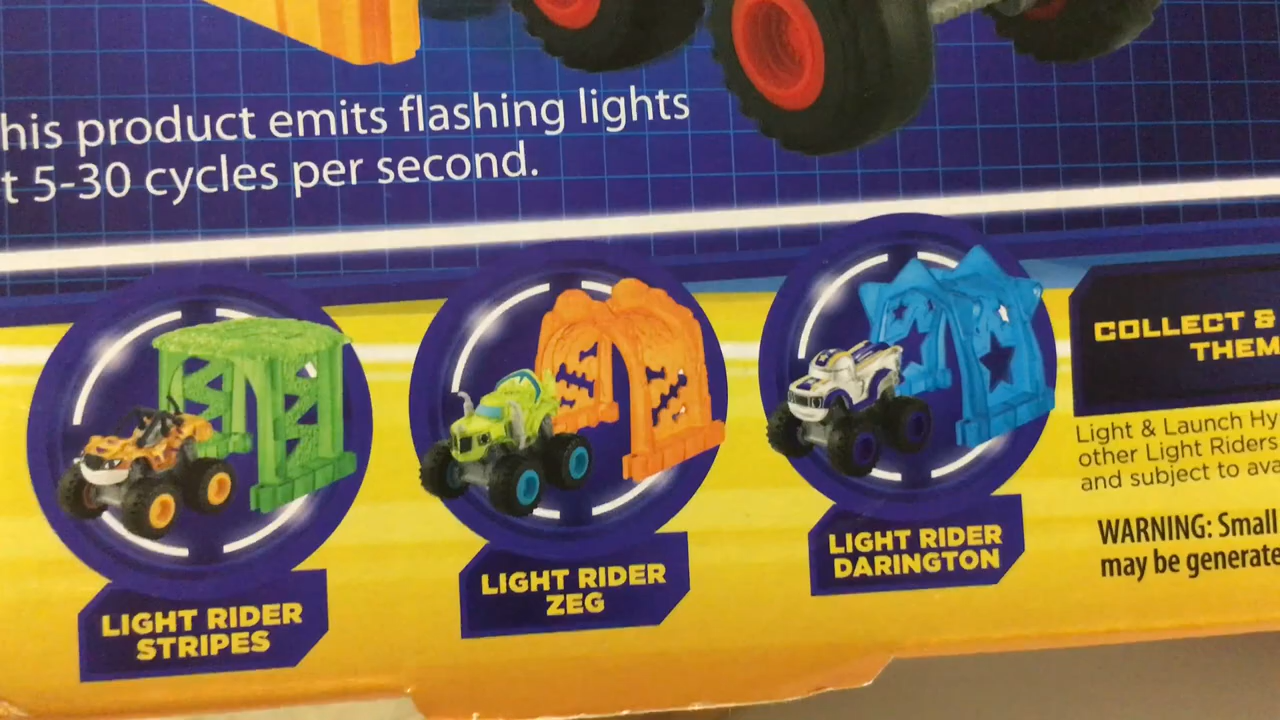 his product emits flashing lights
t 5-30 cycles per second.
LIGHT RIDER
STRIPES
LIGHT RIDER
ZEG
LIGHT RIDER
DARINGTON
COLLECT &
THEM
Light & Launch Hy
other Light Riders
and subject to ava
WARNING: Small
may be generate